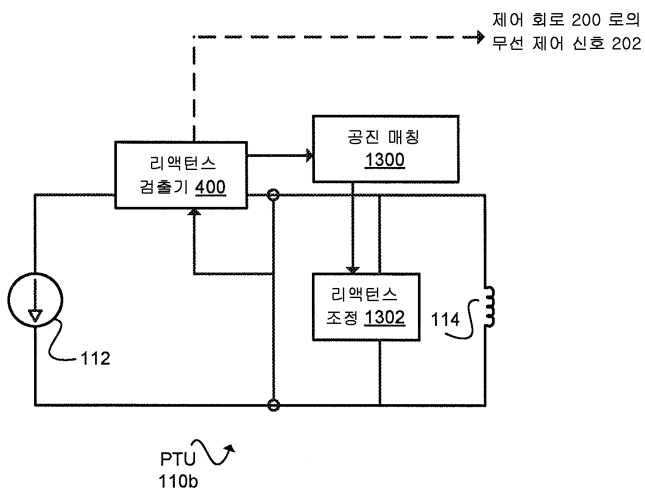 제어 회로 200 로의
무선 제어 신호 202
공진 매칭
1300
리액턴스
검출기 400
리액턴스
조정 1302
114
112
PTU
110b